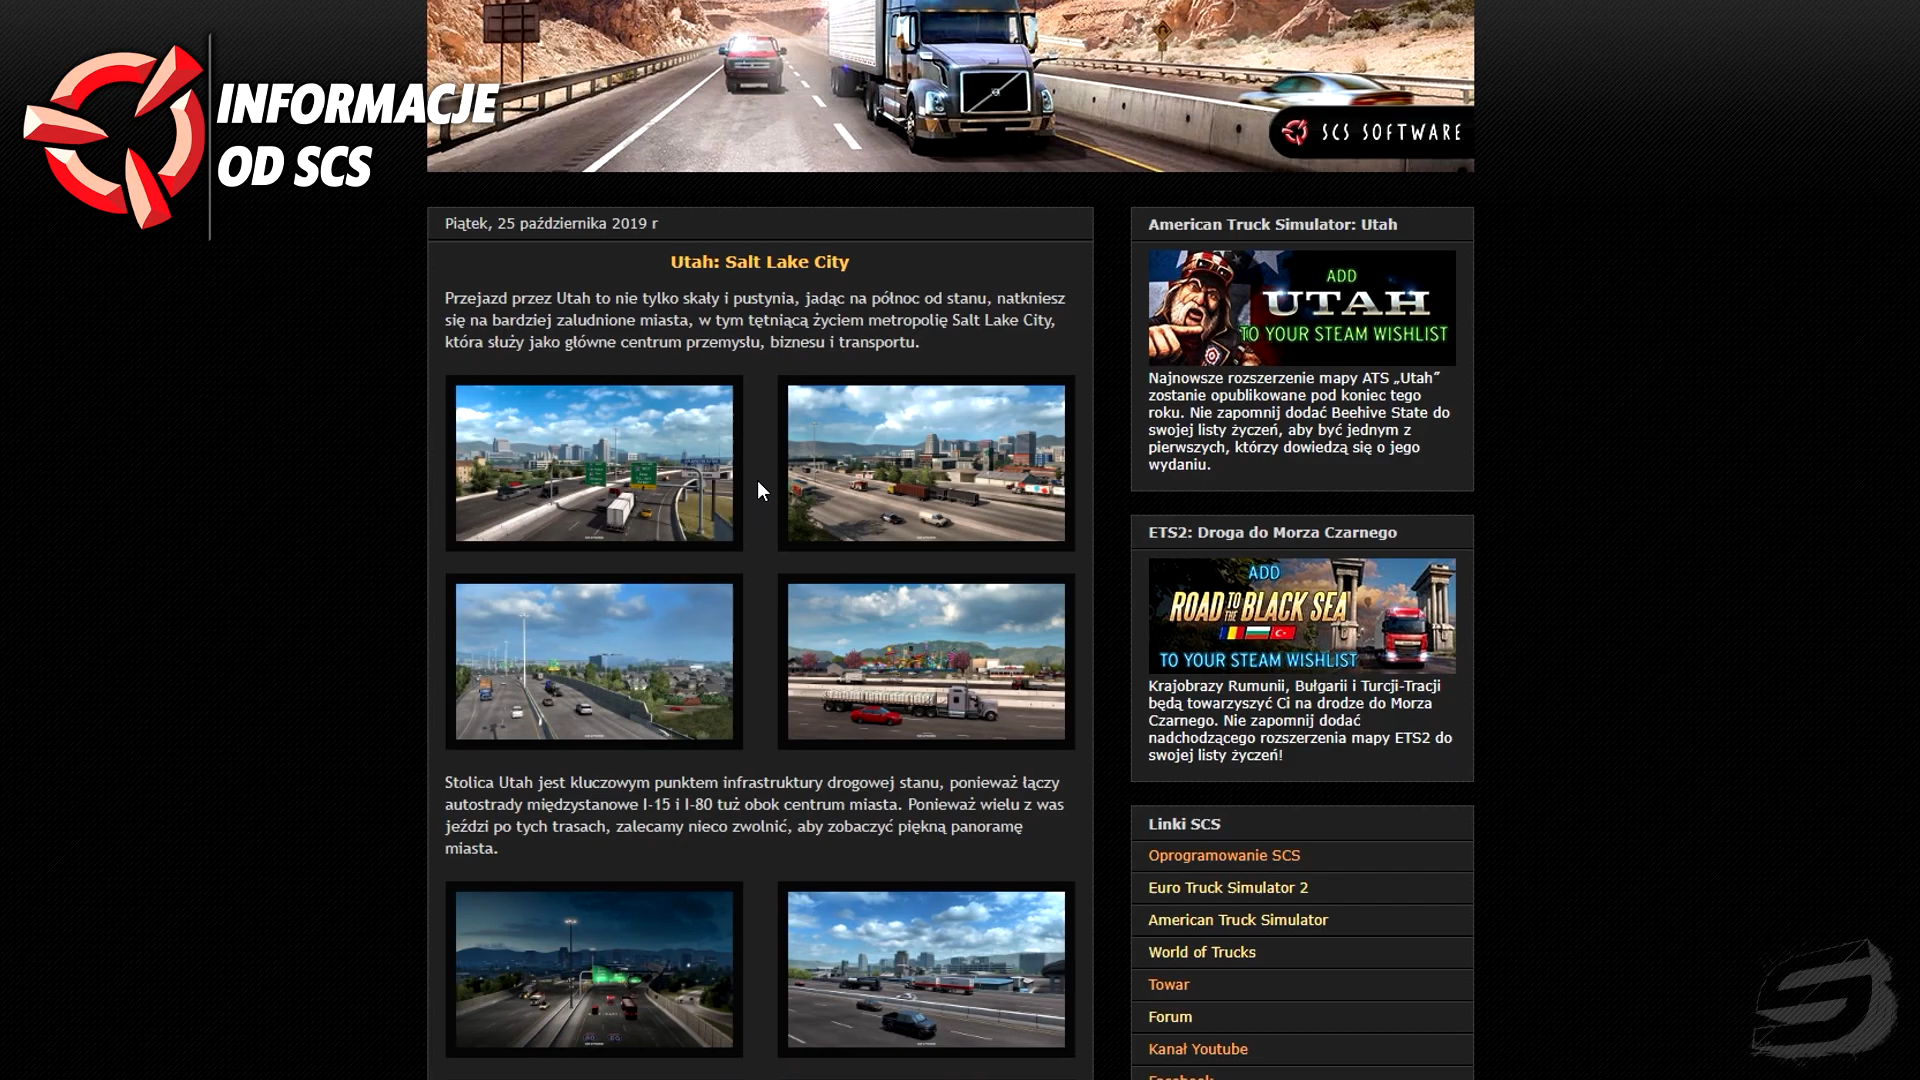 INFORMACJE
OD SCS
SCS SOFTWARE
Piątek, 25 października 2019 r
Utah: Salt Lake City
Przejazd przez Utah to nie tylko skały i pustynia, jadąc na północ od stanu, natkniesz
się na bardziej zaludnione miasta, w tym tętniącą życiem metropolię Salt Lake City,
która służy jako główne centrum przemysłu, biznesu i transportu.
Stolica Utah jest kluczowym punktem infrastruktury drogowej stanu, ponieważ łączy
autostrady międzystanowe I-15 i I-80 tuż obok centrum miasta. Ponieważ wielu z was
jeździ po tych trasach, zalecamy nieco zwolnić, aby zobaczyć piękną panoramę
miasta.
American Truck Simulator: Utah
ADD
UTAH
TO YOUR STEAM WISHLIST
Najnowsze rozszerzenie mapy ATS „Utah”
zostanie opublikowane pod koniec tego
roku. Nie zapomnij dodać Beehive State do
swojej listy życzeń, aby być jednym z
pierwszych, którzy dowiedzą się o jego
wydaniu.
ETS2: Droga do Morza Czarnego
ADD
ROAD TO THE BLACK SEA
TO YOUR STEAM WISHLIST
Krajobrazy Rumunii, Bułgarii i Turcji-Tracji
będą towarzyszyć Ci na drodze do Morza
Czarnego. Nie zapomnij dodać
nadchodzącego rozszerzenia mapy ETS2 do
swojej listy życzeń!
Linki SCS
Oprogramowanie SCS
Euro Truck Simulator 2
American Truck Simulator
World of Trucks
Towar
Forum
Kanał Youtube